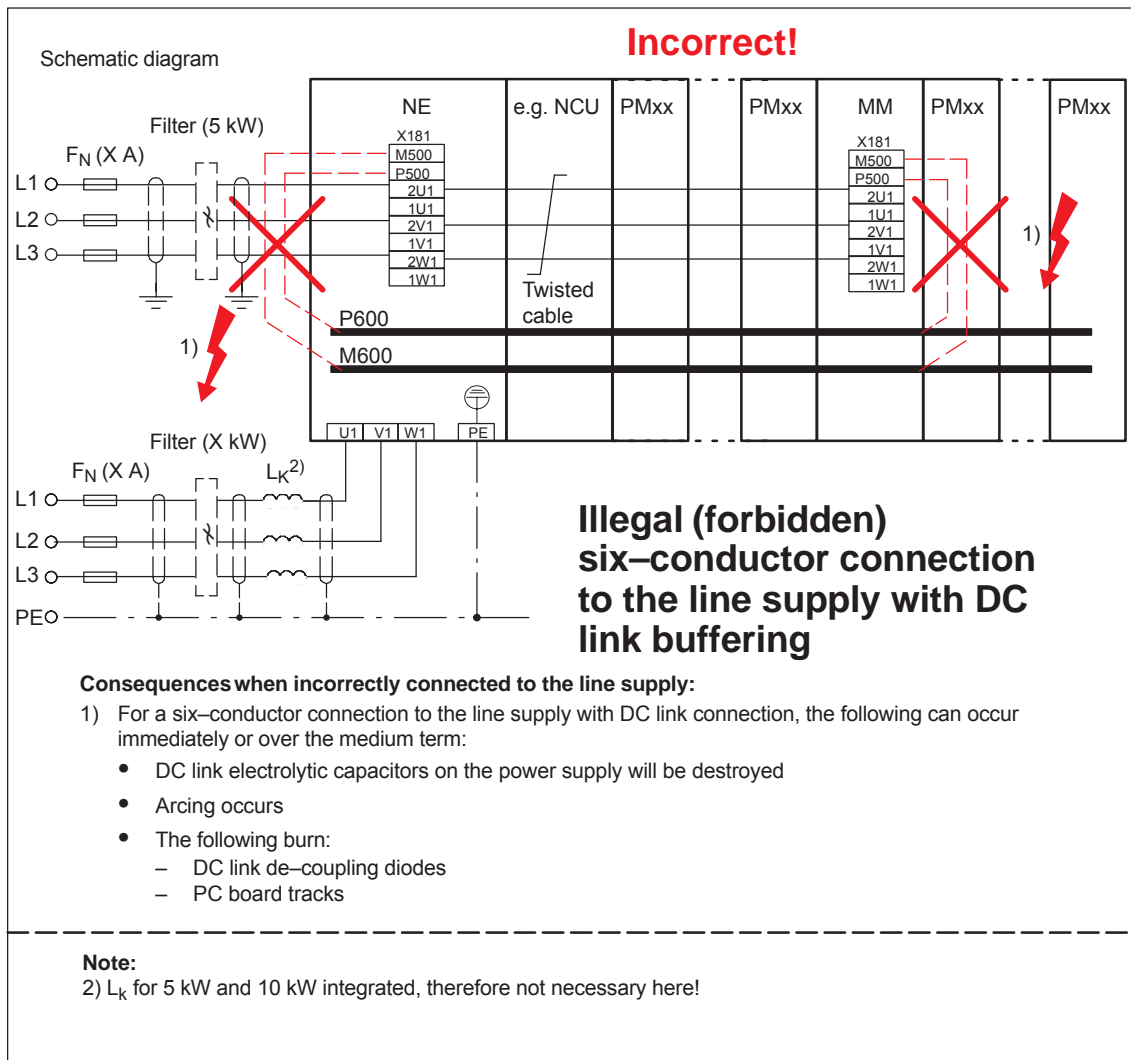 Incorrect!
Schematic diagram
NE
e.g. NCU
PMxx
PMxx
MM
PMxx
PMxx
Filter (5 kW)
FN (X A)
L1
L2
L3
X181
M500
P500
2U1
1U1
2V1
1V1
2W1
1W1
X181
M500
P500
2U1
1U1
2V1
1V1
2W1
1W1
1)
Twisted
cable
P600
M600
1)
U1 V1 W1 PE
Filter (X kW)
FN (X A)
LK2)
L1
L2
L3
PE
Illegal (forbidden)
six–conductor connection
to the line supply with DC
link buffering
Consequences when incorrectly connected to the line supply:
1) For a six–conductor connection to the line supply with DC link connection, the following can occur
immediately or over the medium term:
• DC link electrolytic capacitors on the power supply will be destroyed
• Arcing occurs
• The following burn:
– DC link de–coupling diodes
– PC board tracks
Note:
2) Lk for 5 kW and 10 kW integrated, therefore not necessary here!